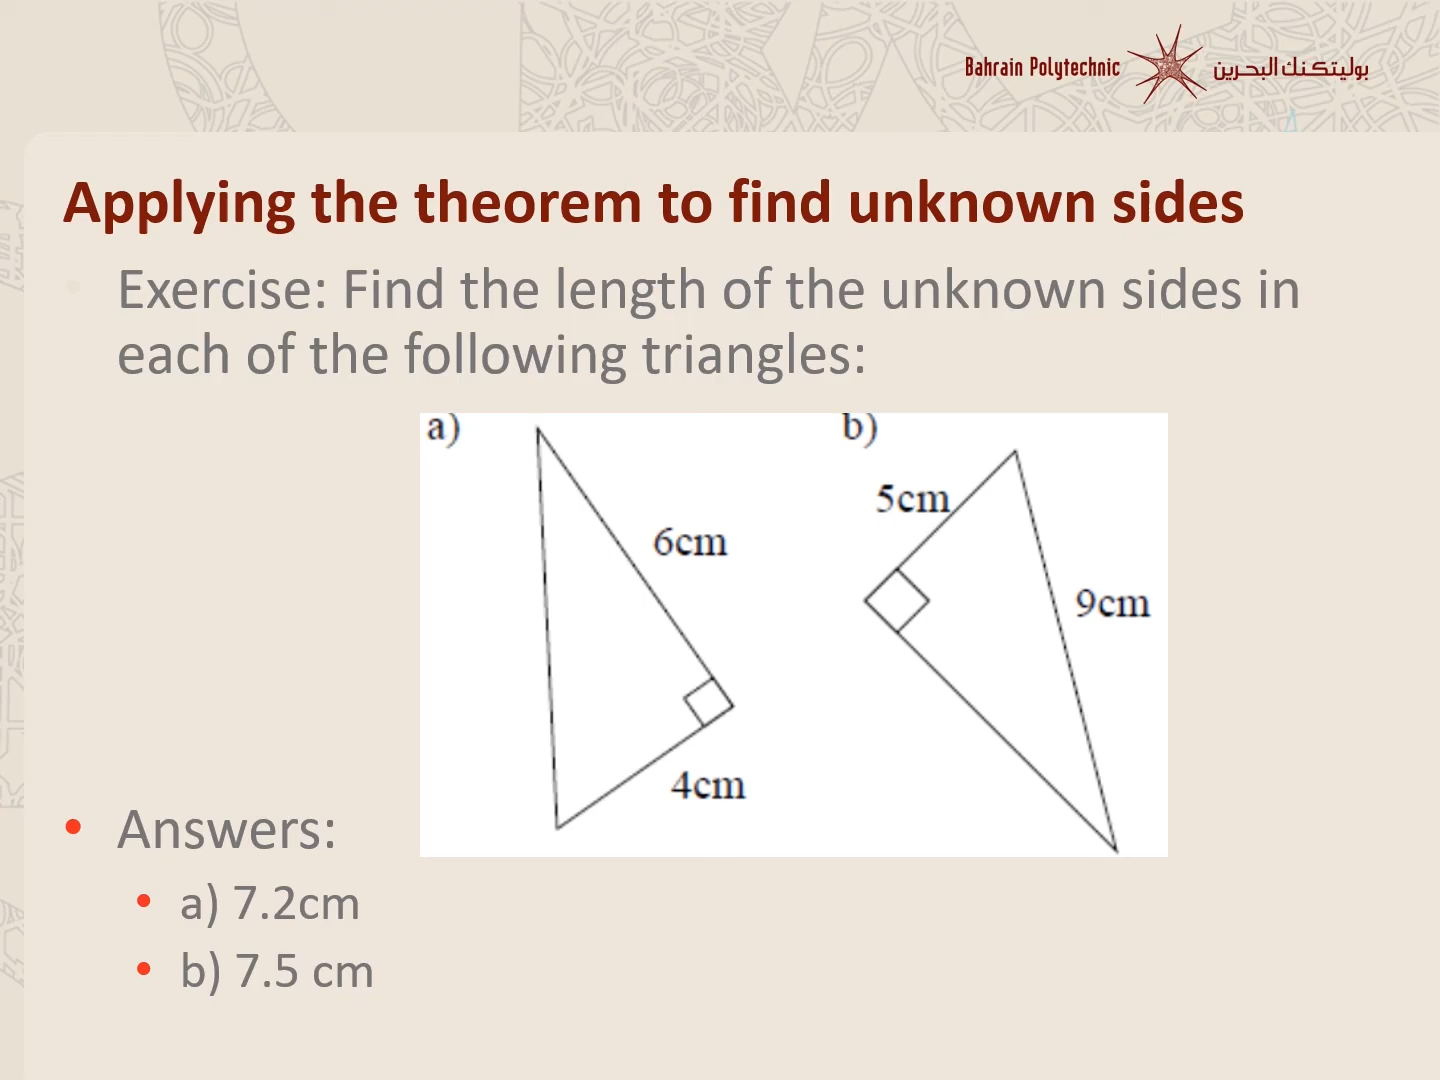 Bahrain Polytechnic بوليتكنك البحرين
Applying the theorem to find unknown sides
Exercise: Find the length of the unknown sides in
each of the following triangles:
a)
b)
5cm
6cm
9cm
4cm
Answers:
a) 7.2cm
b) 7.5 cm